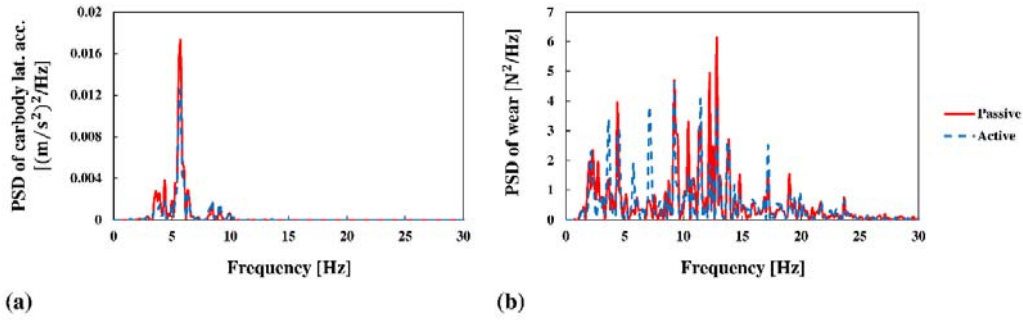 PSD of carbody lat. acc.
[(m/s²)²/Hz]
0.02
0.016
0.012
0.008
0.004
0
0 5 10 15 20 25 30
Frequency [Hz]
(a)
PSD of wear [N²/Hz]
7
6
5
4
3
2
1
0
0 5 10 15 20 25 30
Frequency [Hz]
(b)
Passive
Active